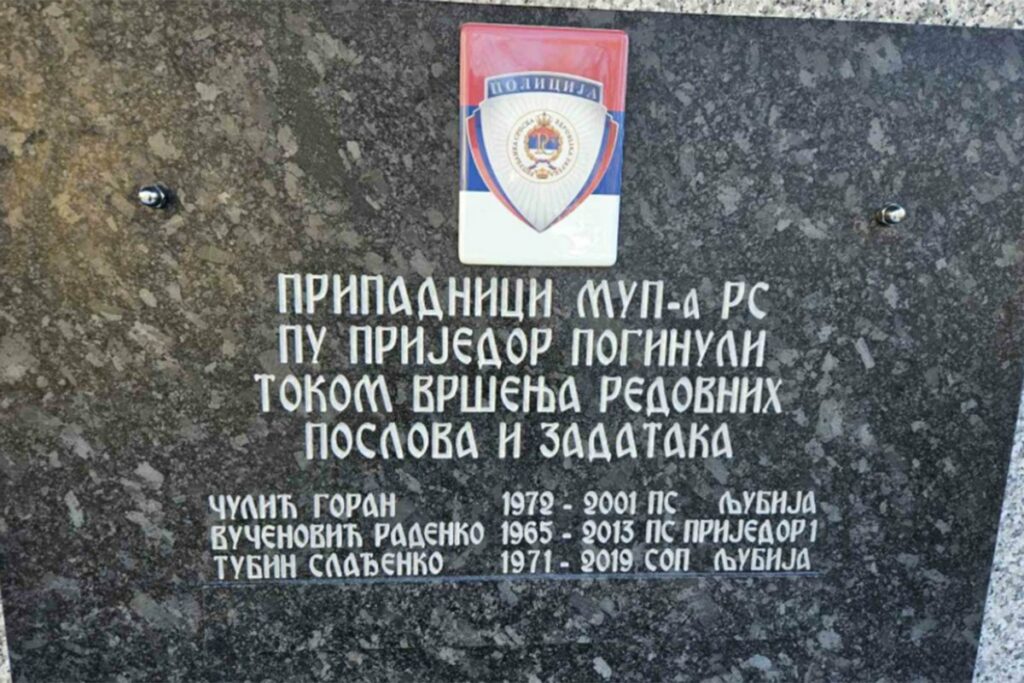 ПОЛИЦИЈА
ПРИПАДНИЦИ МУП-а РС
ПУ ПРИЈЕДОР ПОГИНУЛИ
ТОКОМ ВРШЕЊА РЕДОВНИХ
ПОСЛОВА И ЗАДАТАКА
ЧУЛИЋ ГОРАН 1972 - 2001 ПС ЉУБИЈА
ВУЧЕНОВИЋ РАДЕНКО 1965 - 2013 ПС ПРИЈЕДОР 1
ТУБИН СЛАЂЕНКО 1971 - 2019 СОП ЉУБИЈА